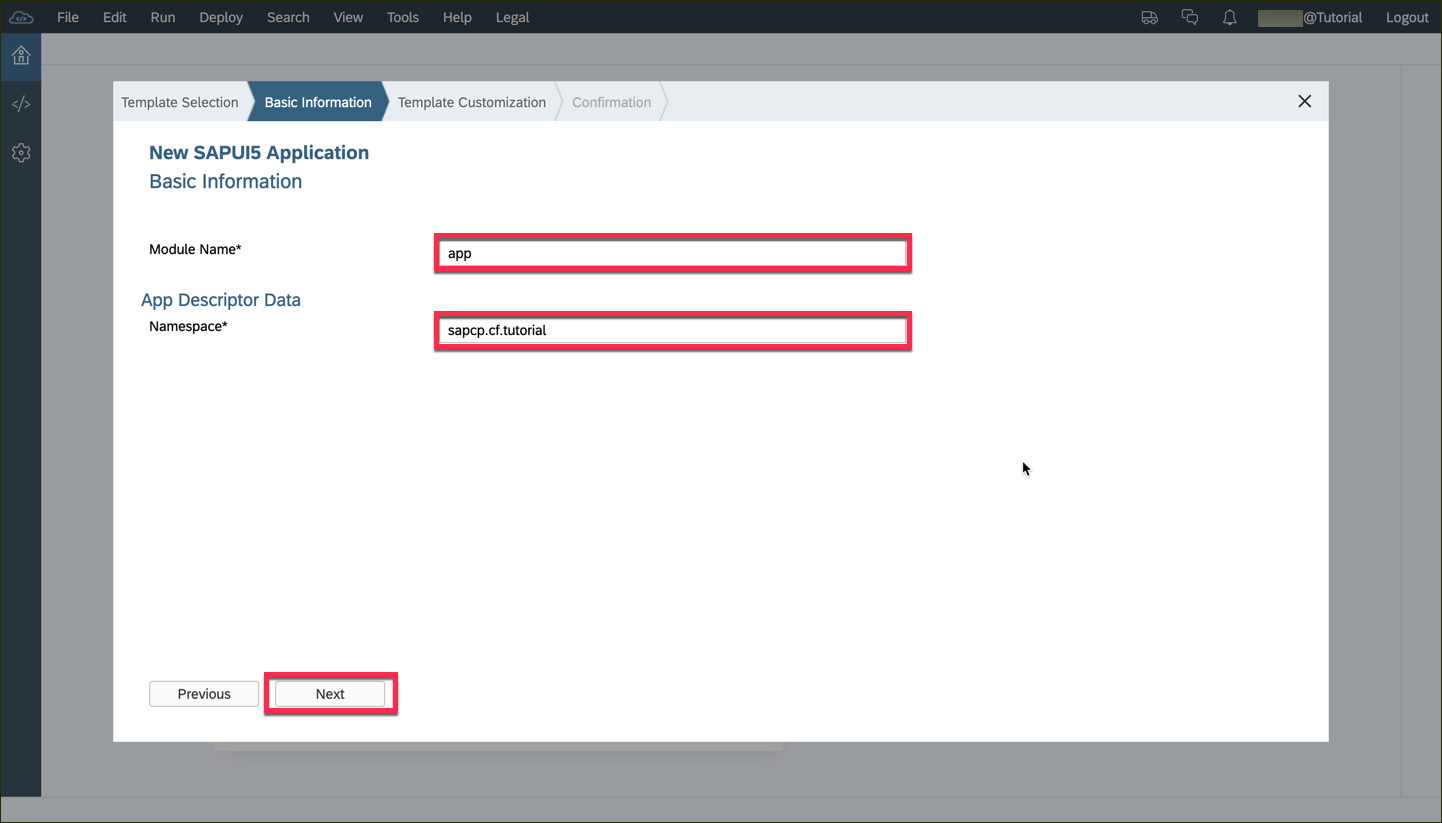 File Edit Run Deploy Search View Tools Help Legal @Tutorial Logout
Template Selection Basic Information Template Customization Confirmation
New SAPUI5 Application
Basic Information
Module Name* app
App Descriptor Data
Namespace* sapcp.cf.tutorial
Previous Next